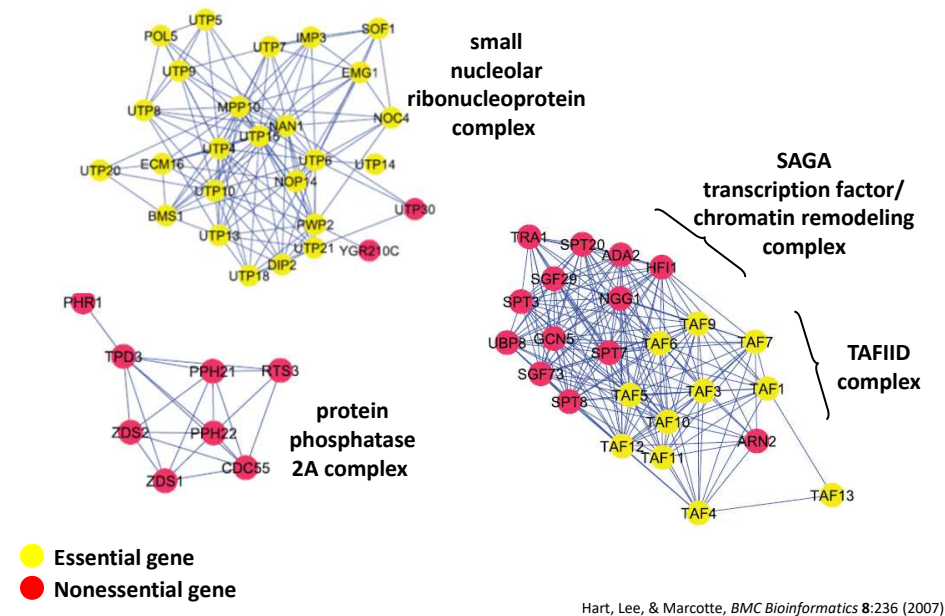 UTP5
POL5
UTP7
IMP3
SOF1
UTP9
EMG1
UTP8
MPP10
NAN1
NOC4
UTP15
UTP4
UTP20
ECM16
UTP6
UTP14
UTP10
NOP14
BMS1
UTP30
UTP13
PWP2
UTP21
YGR210C
UTP18
DIP2
small
nucleolar
ribonucleoprotein
complex
SAGA
transcription factor/
chromatin remodeling
complex
TRA1
SPT20
ADA2
HFI1
SGF29
SPT3
NGG1
TAF9
UBP8
GCN5
SPT7
TAF6
TAF7
SGF73
SPT8
TAF5
TAF3
TAF1
TAF10
TAF12
TAF11
ARN2
TAF4
TAF13
TAFIID
complex
PHR1
TPD3
PPH21
RTS3
ZDS2
PPH22
ZDS1
CDC55
protein
phosphatase
2A complex
Essential gene
Nonessential gene
Hart, Lee, & Marcotte, BMC Bioinformatics 8:236 (2007)